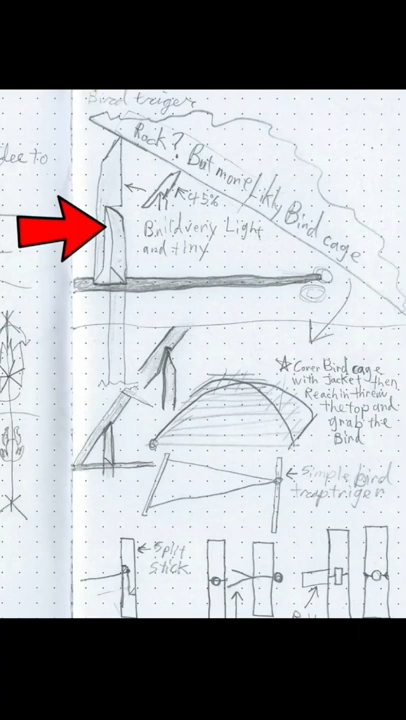 Bird triger
Rock? But more Likly Bird cage
45%
Build very Light
and tiny
lee to
☆ Cover Bird cage
with Jacket then
Reach in threw
the top and
grab the
Bird
Simple bird
trap triger
Split
Stick